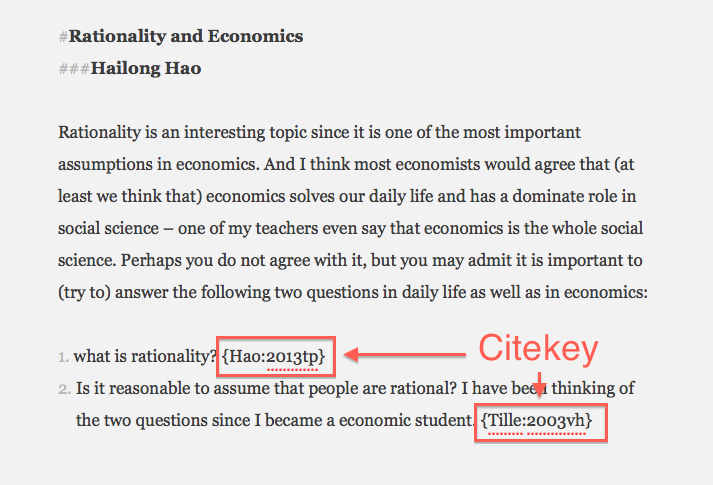 #Rationality and Economics
###Hailong Hao
Rationality is an interesting topic since it is one of the most important
assumptions in economics. And I think most economists would agree that (at
least we think that) economics solves our daily life and has a dominate role in
social science – one of my teachers even say that economics is the whole social
science. Perhaps you do not agree with it, but you may admit it is important to
(try to) answer the following two questions in daily life as well as in economics:
1. what is rationality? {Hao:2013tp}
Citekey
2. Is it reasonable to assume that people are rational? I have been thinking of
the two questions since I became a economic student. {Tille:2003vh}